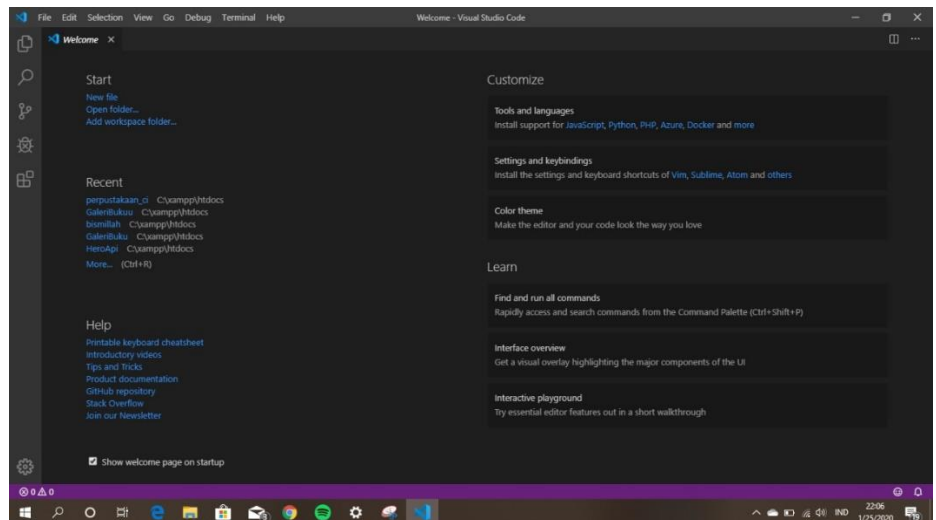 File Edit Selection View Go Debug Terminal Help
Welcome - Visual Studio Code
Welcome
Start
New file
Open folder...
Add workspace folder...
Recent
perpustakaan_ci C:\xampp\htdocs
GaleriBukuu C:\xampp\htdocs
bismillah C:\xampp\htdocs
GaleriBuku C:\xampp\htdocs
HeroApi C:\xampp\htdocs
More... (Ctrl+R)
Help
Printable keyboard cheatsheet
Introductory videos
Tips and Tricks
Product documentation
GitHub repository
Stack Overflow
Join our Newsletter
Show welcome page on startup
Customize
Tools and languages
Install support for JavaScript, Python, PHP, Azure, Docker and more
Settings and keybindings
Install the settings and keyboard shortcuts of Vim, Sublime, Atom and others
Color theme
Make the editor and your code look the way you love
Learn
Find and run all commands
Rapidly access and search commands from the Command Palette (Ctrl+Shift+P)
Interface overview
Get a visual overlay highlighting the major components of the UI
Interactive playground
Try essential editor features out in a short walkthrough
0 0
IND
22:06
1/25/2020